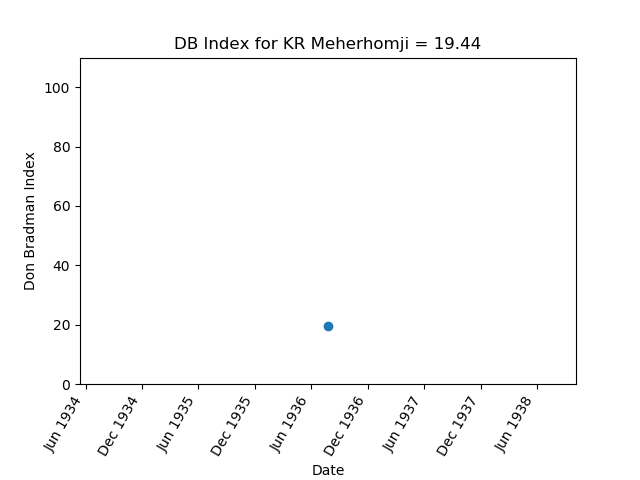 DB Index for KR Meherhomji = 19.44
Don Bradman Index
100
80
60
40
20
0
Jun 1934
Dec 1934
Jun 1935
Dec 1935
Jun 1936
Dec 1936
Jun 1937
Dec 1937
Jun 1938
Date